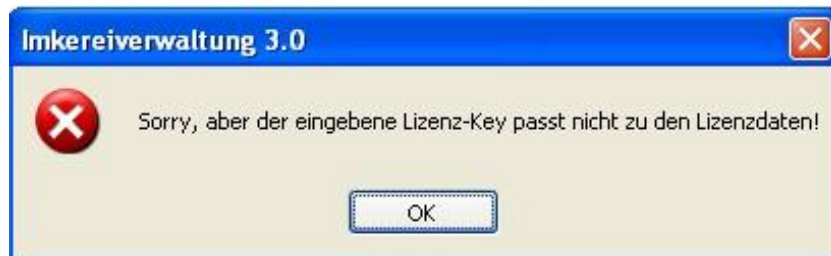 Imkereiverwaltung 3.0
Sorry, aber der eingebene Lizenz-Key passt nicht zu den Lizenzdaten!
OK